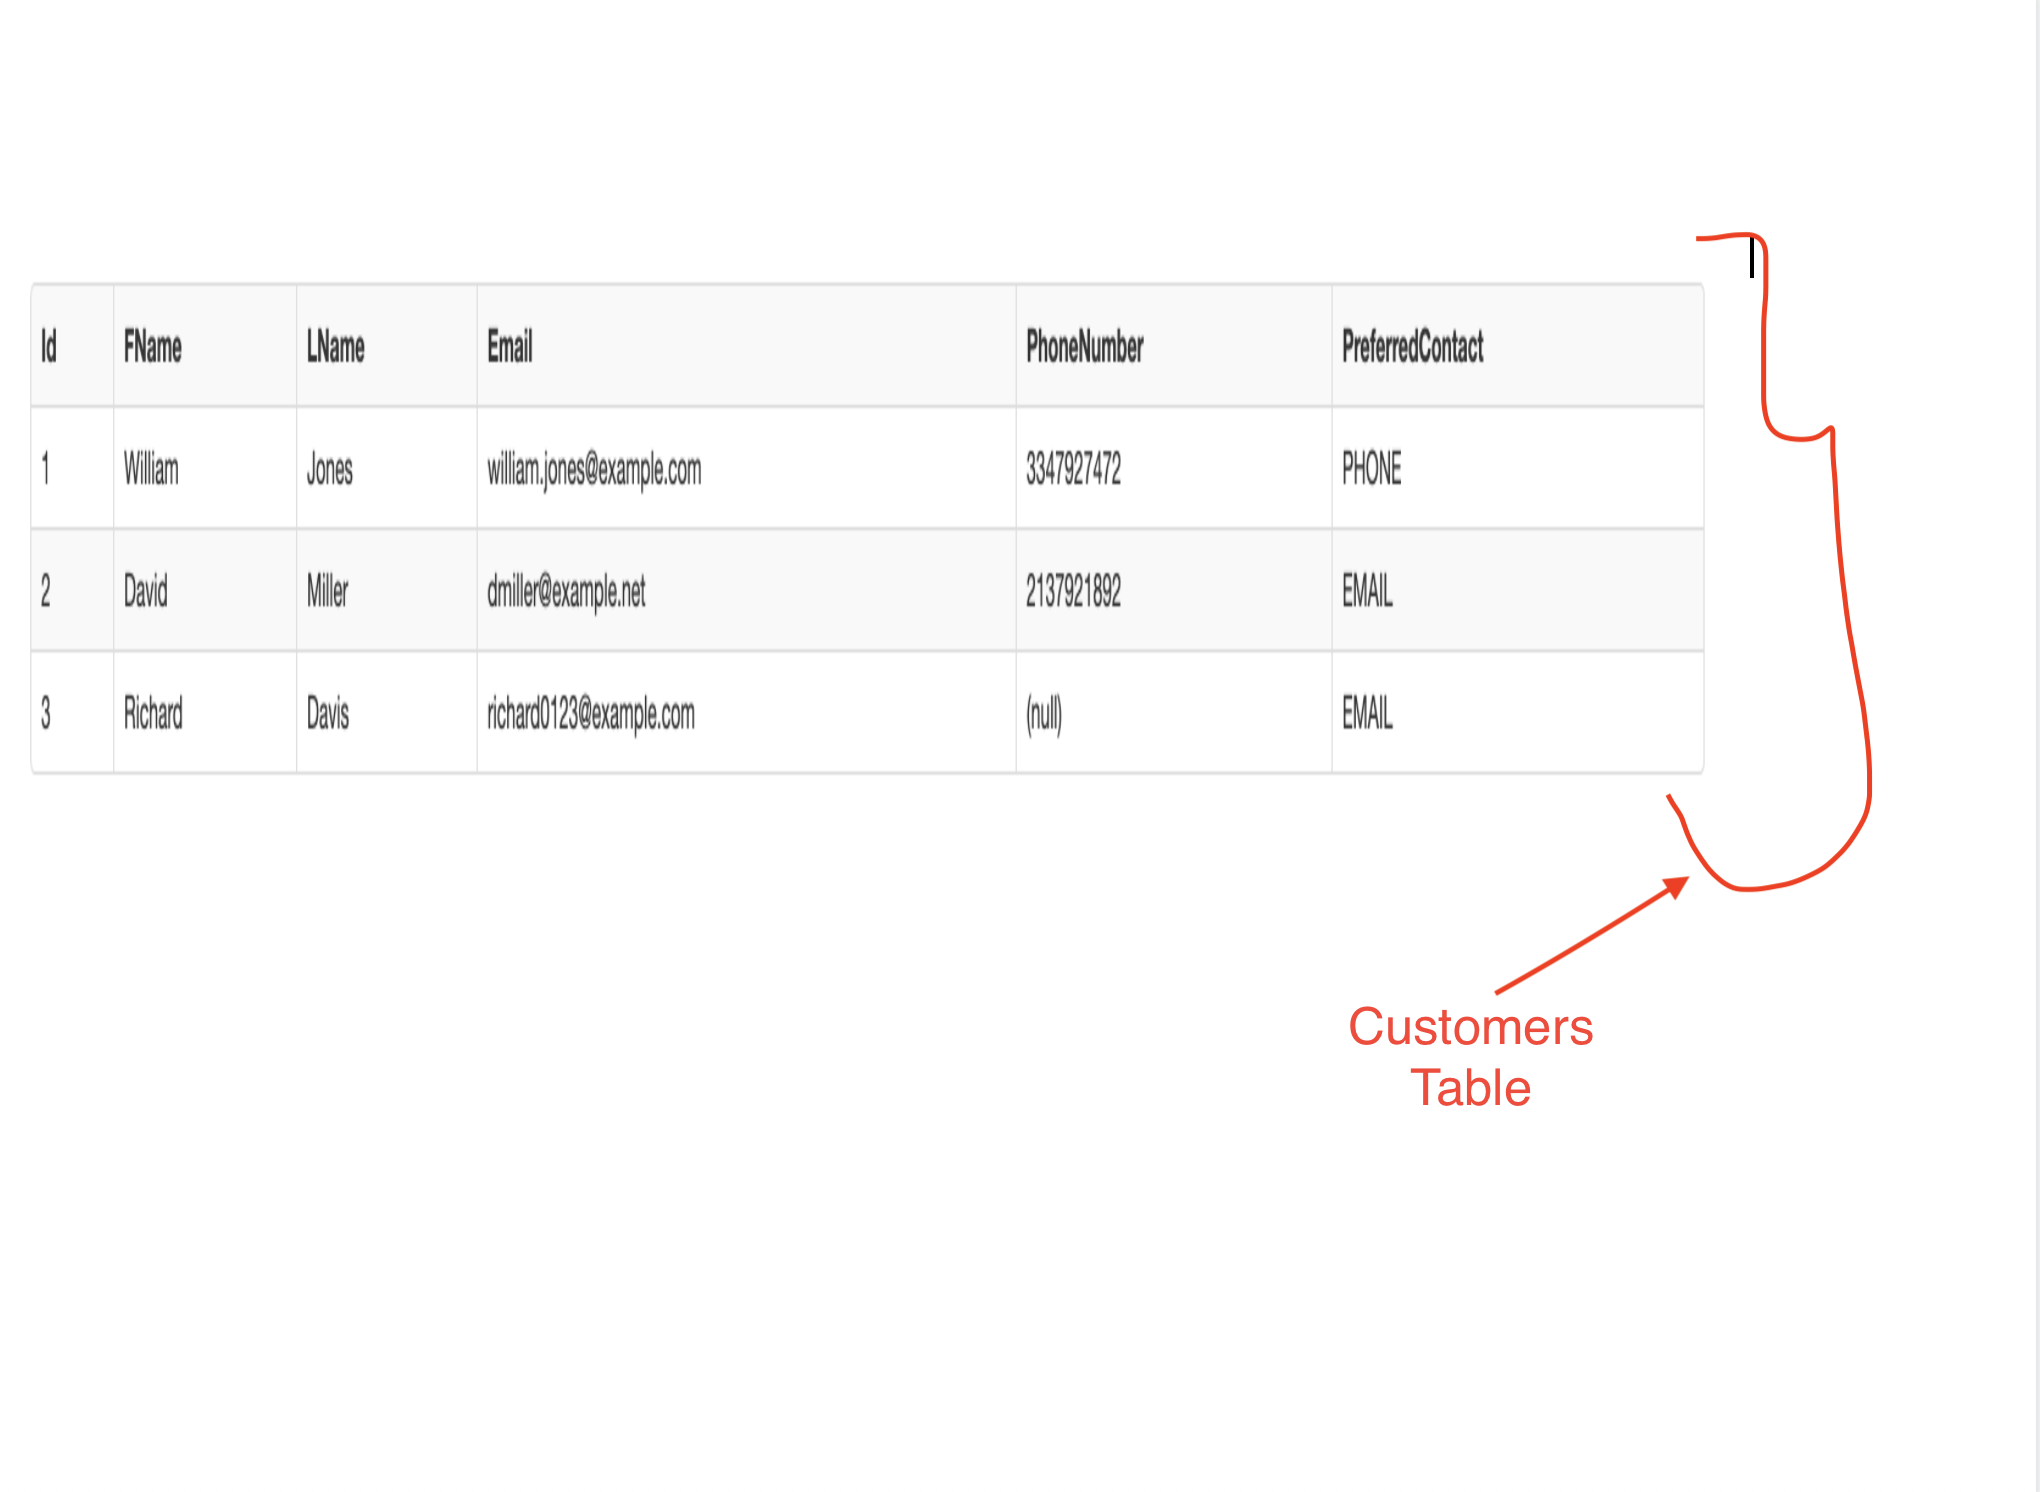 Id FName LName Email PhoneNumber PreferredContact
1 William Jones william.jones@example.com 3347927472 PHONE
2 David Miller dmiller@example.net 2137921892 EMAIL
3 Richard Davis richard0123@example.com (null) EMAIL
Customers
Table